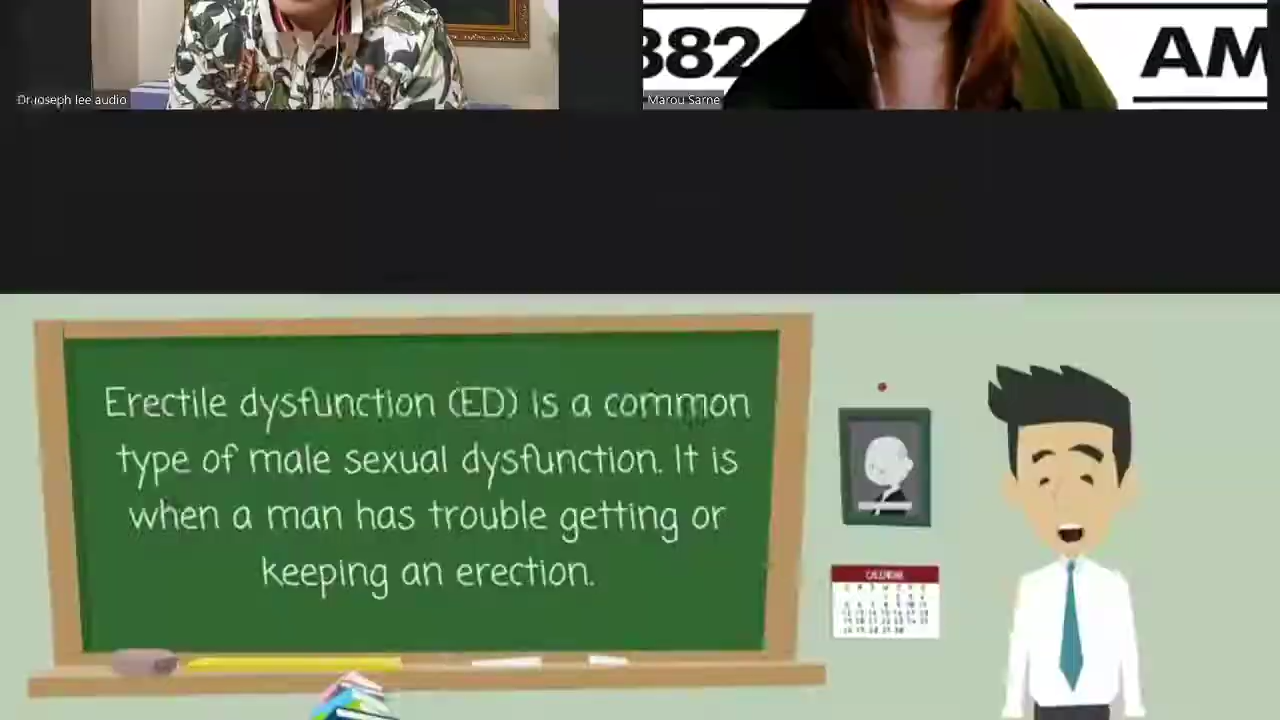 882
AM
Dr. joseph lee audio
Marou Sarne
Erectile dysfunction (ED) is a common
type of male sexual dysfunction. It is
when a man has trouble getting or
keeping an erection.
CALENDAR